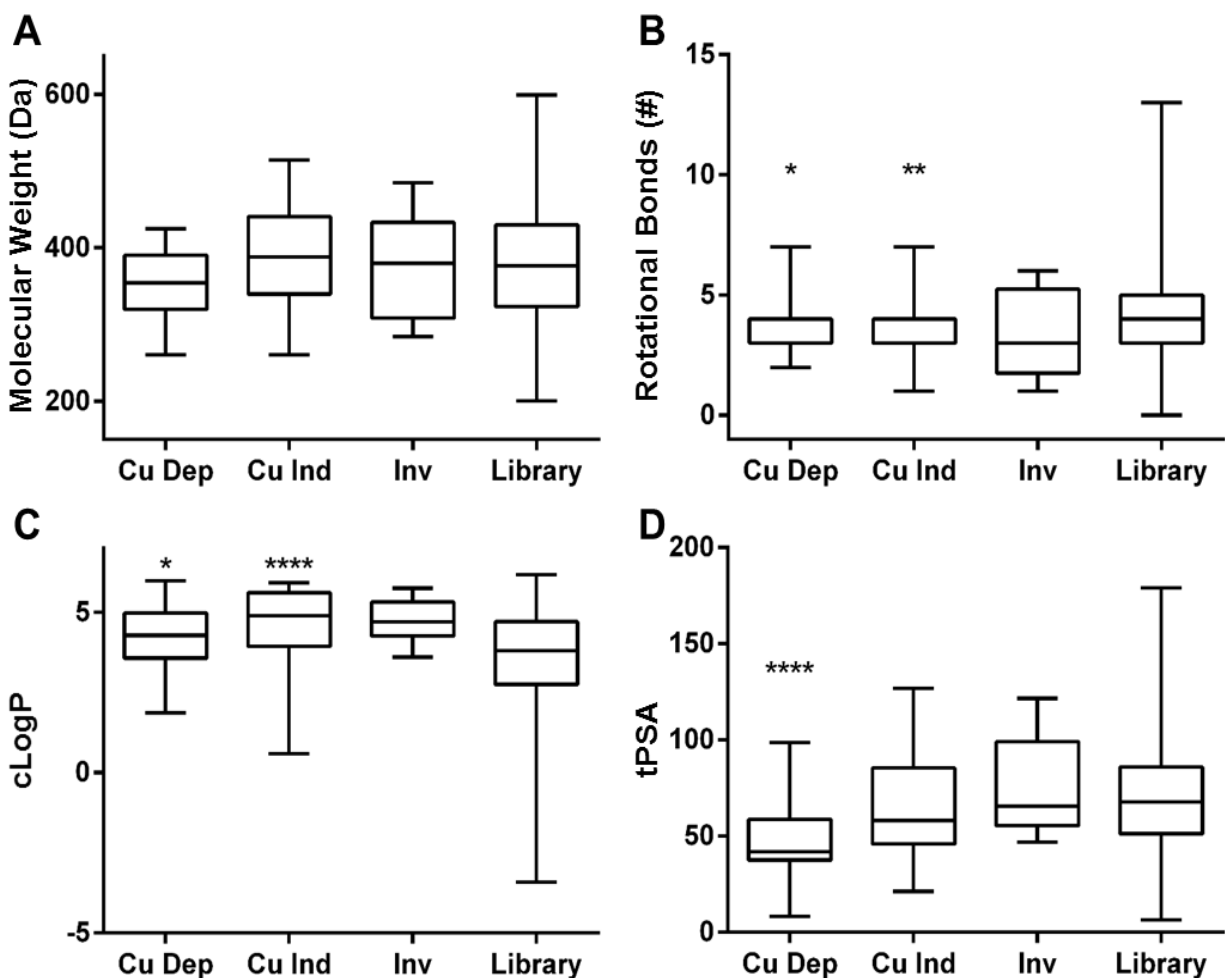 A
Molecular Weight (Da)
600
400
200
Cu Dep Cu Ind Inv Library
B
Rotational Bonds (#)
15
10
5
0
* **
Cu Dep Cu Ind Inv Library
C
cLogP
5
0
-5
* ****
Cu Dep Cu Ind Inv Library
D
tPSA
200
150
100
50
0
****
Cu Dep Cu Ind Inv Library